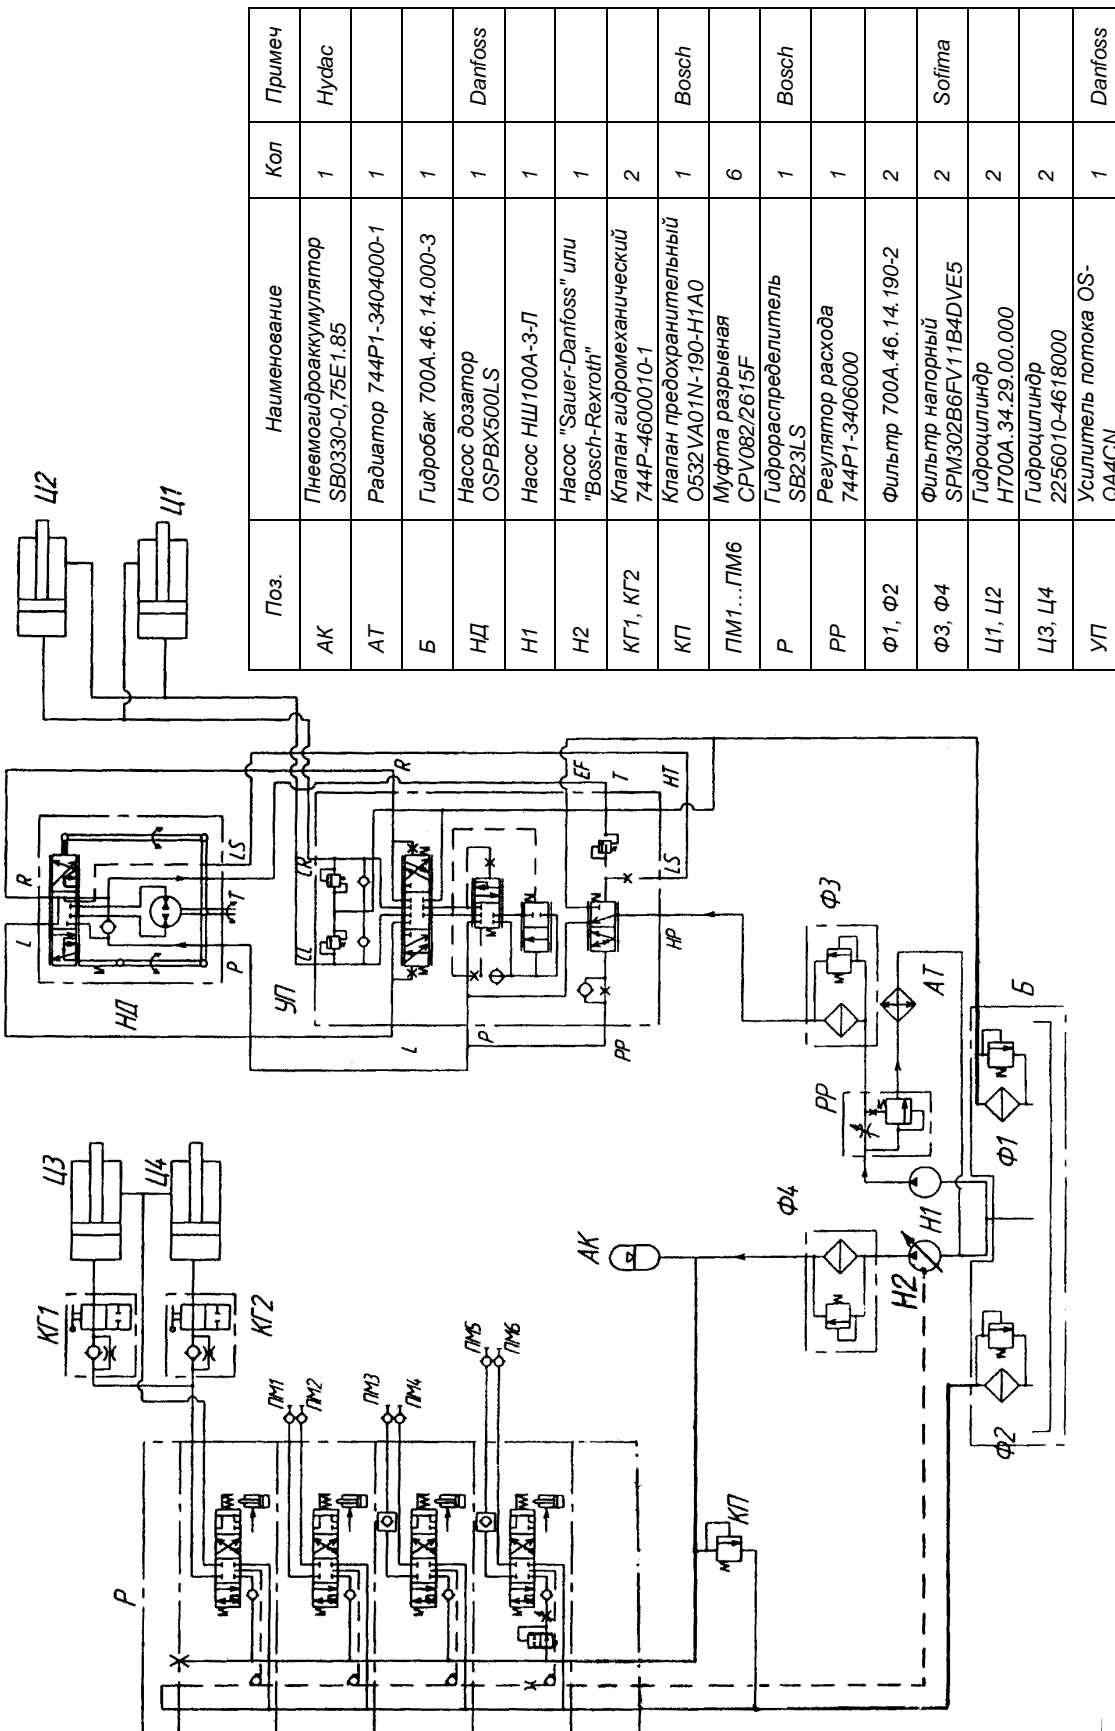 Поз.
Наименование
Кол
Примеч
АК
Пневмогидроаккумулятор
SB0330-0,75E1.85
1
Hydac
АТ
Радиатор 744Р1-3404000-1
1
Б
Гидробак 700А.46.14.000-3
1
НД
Насос дозатор
OSPBX500LS
1
Danfoss
Н1
Насос НШ100А-3-Л
1
Н2
Насос "Sauer-Danfoss" или
"Bosch-Rexroth"
1
КГ1, КГ2
Клапан гидромеханический
744Р-4600010-1
2
КП
Клапан предохранительный
O532VA01N-190-H1A0
1
Bosch
ПМ1...ПМ6
Муфта разрывная
CPV082/2615F
6
Р
Гидрораспределитель
SB23LS
1
Bosch
РР
Регулятор расхода
744Р1-3406000
1
Ф1, Ф2
Фильтр 700А.46.14.190-2
2
Ф3, Ф4
Фильтр напорный
SPM302B6FV11B4DVE5
2
Sofima
Ц1, Ц2
Гидроцилиндр
Н700А.34.29.00.000
2
Ц3, Ц4
Гидроцилиндр
2256010-4618000
2
УП
Усилитель потока OS-
QA4CN
1
Danfoss
Ц2
Ц1
R
L
LS
T
P
НД
УП
LR
LL
R
L
EF
T
HT
LS
HP
P
PP
Ф3
АТ
РР
Б
Ф1
Н1
Н2
Ф4
АК
Ф2
КП
Ц3
Ц4
КГ1
КГ2
ПМ1
ПМ2
ПМ3
ПМ4
ПМ5
ПМ6
Р